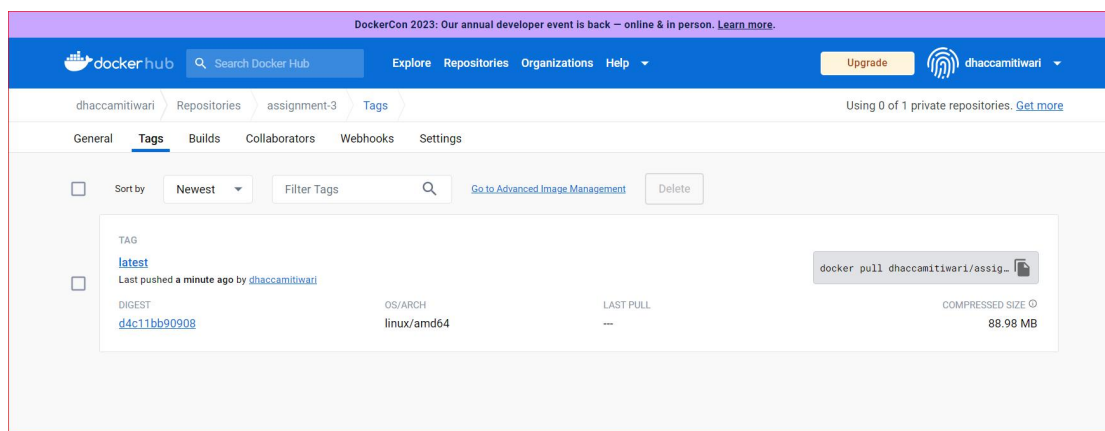 DockerCon 2023: Our annual developer event is back — online & in person. Learn more.
dockerhub Search Docker Hub Explore Repositories Organizations Help Upgrade dhaccamitiwari
dhaccamitiwari Repositories assignment-3 Tags Using 0 of 1 private repositories. Get more
General Tags Builds Collaborators Webhooks Settings
Sort by Newest Filter Tags Go to Advanced Image Management Delete
TAG
latest
docker pull dhaccamitiwari/assig…
Last pushed a minute ago by dhaccamitiwari
DIGEST OS/ARCH LAST PULL COMPRESSED SIZE
d4c11bb90908 linux/amd64 --- 88.98 MB